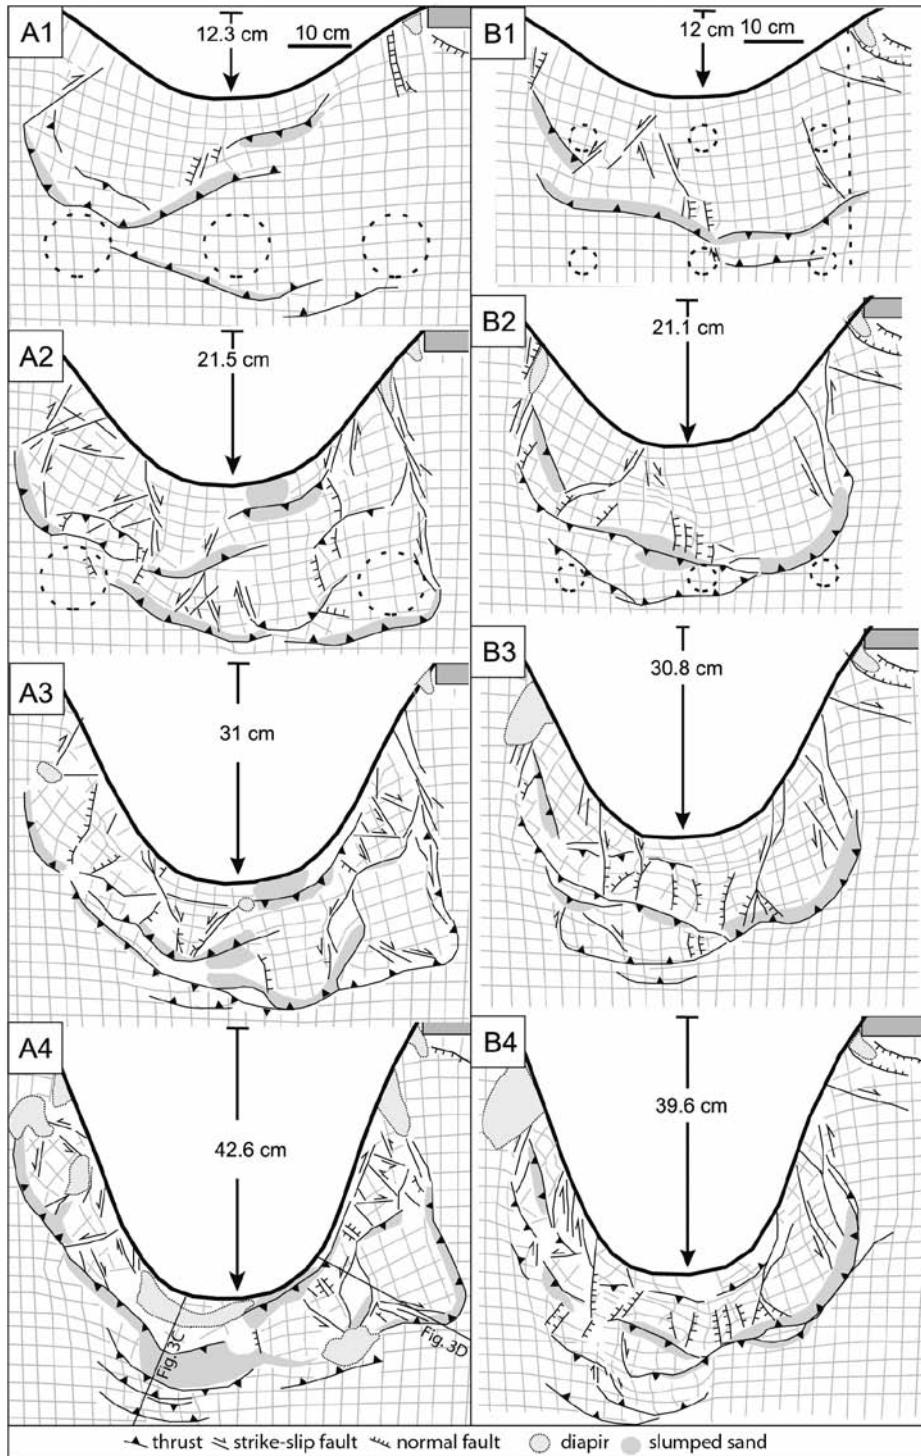 A1
12.3 cm
10 cm
B1
12 cm
10 cm
A2
21.5 cm
B2
21.1 cm
A3
31 cm
B3
30.8 cm
A4
42.6 cm
Fig. 3C
Fig. 3D
B4
39.6 cm
thrust strike-slip fault normal fault diapir slumped sand